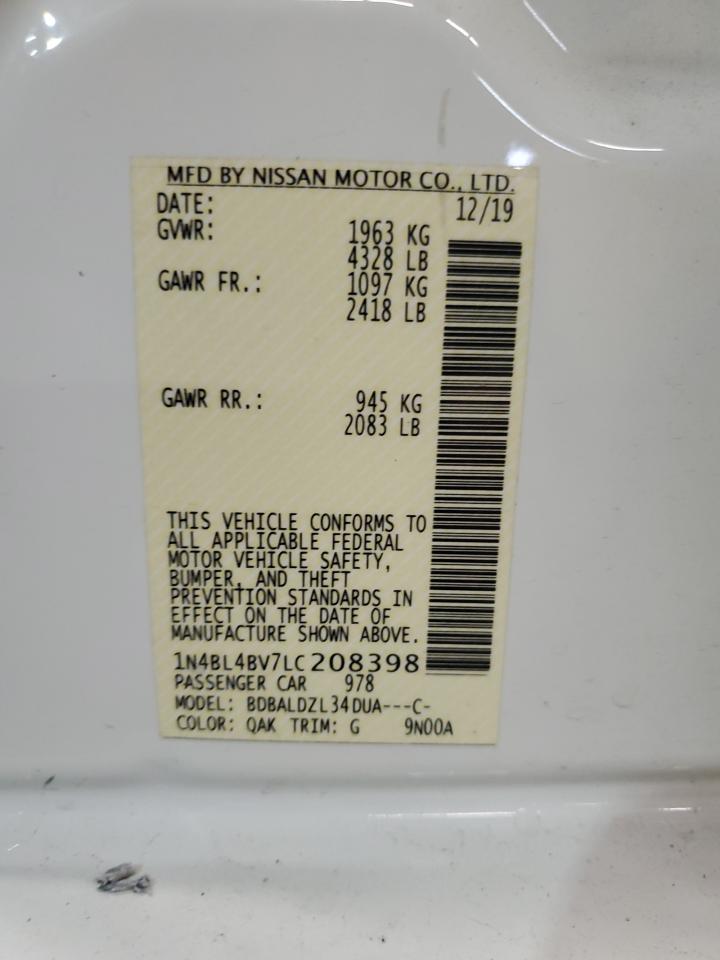 MFD BY NISSAN MOTOR CO., LTD.
DATE: 12/19
GVWR: 1963 KG
4328 LB
GAWR FR.: 1097 KG
2418 LB
GAWR RR.: 945 KG
2083 LB
THIS VEHICLE CONFORMS TO
ALL APPLICABLE FEDERAL
MOTOR VEHICLE SAFETY,
BUMPER, AND THEFT
PREVENTION STANDARDS IN
EFFECT ON THE DATE OF
MANUFACTURE SHOWN ABOVE.
1N4BL4BV7LC208398
PASSENGER CAR 978
MODEL: BDBALDZL34DUA---C-
COLOR: QAK TRIM: G 9N00A